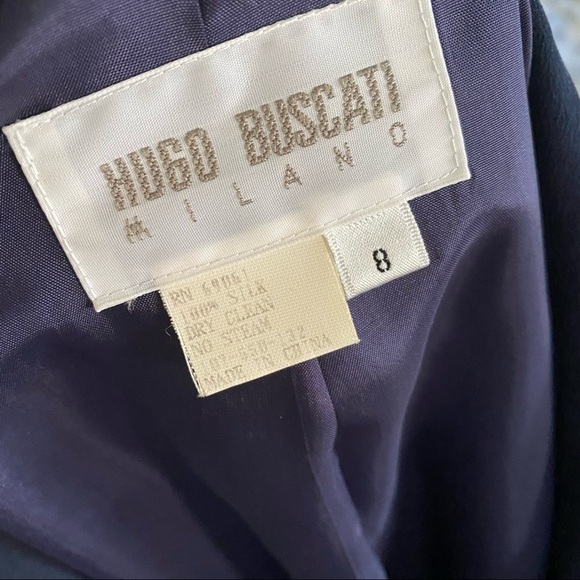 HUGO BUSCATI
MILANO
8
RN
100% SILK
DRY CLEAN
NO STEAM
MADE IN CHINA